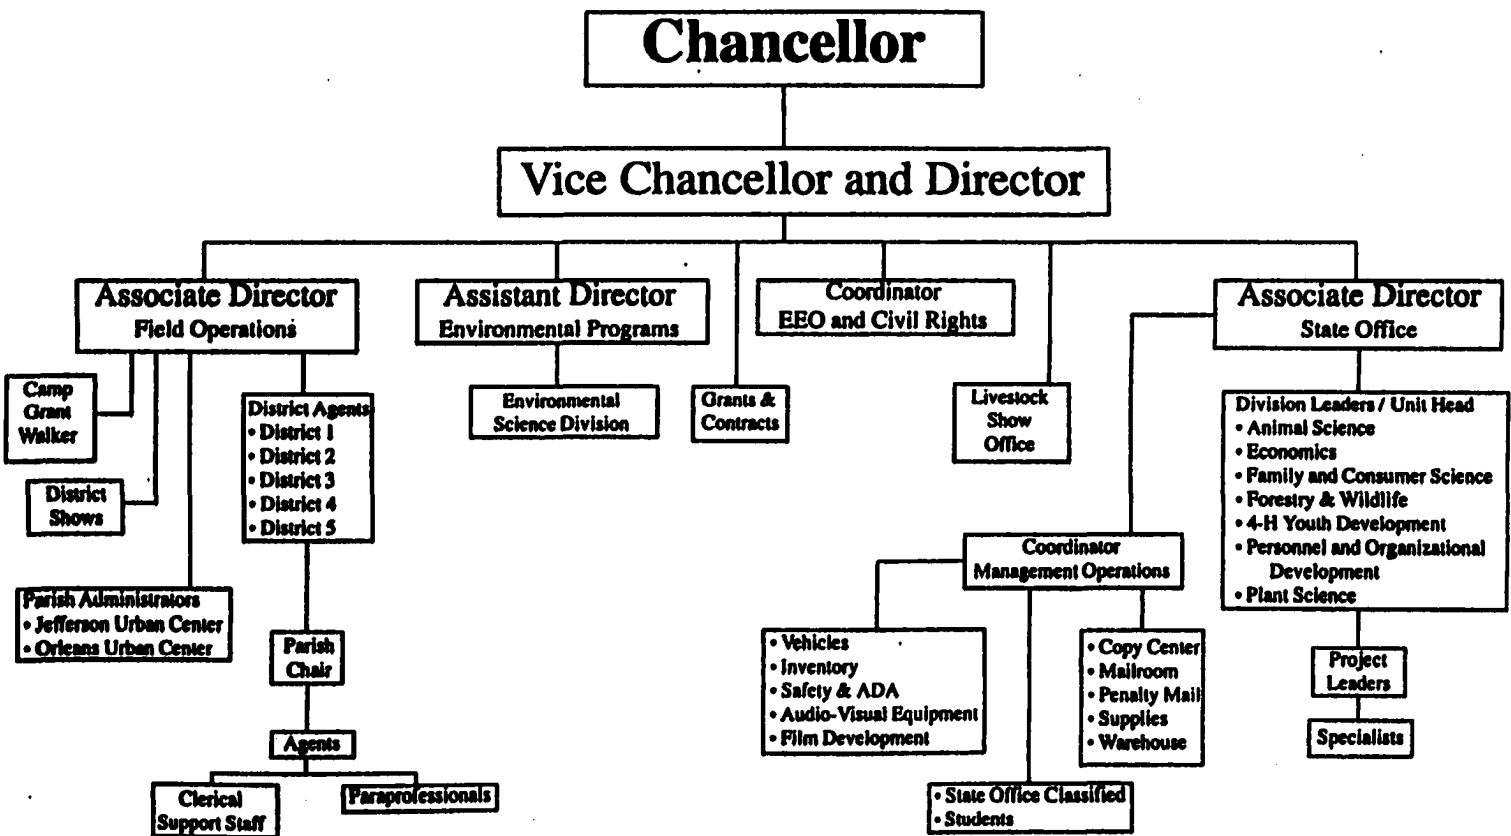 Chancellor
Vice Chancellor and Director
Associate Director
Field Operations
Assistant Director
Environmental Programs
Coordinator
EEO and Civil Rights
Associate Director
State Office
Camp
Grant
Walker
District
Shows
Parish Administrators
• Jefferson Urban Center
• Orleans Urban Center
District Agents
• District 1
• District 2
• District 3
• District 4
• District 5
Parish
Chair
Agents
Clerical
Support Staff
Paraprofessionals
Environmental
Science Division
Grants &
Contracts
Livestock
Show
Office
Coordinator
Management Operations
• Vehicles
• Inventory
• Safety & ADA
• Audio-Visual Equipment
• Film Development
• State Office Classified
• Students
• Copy Center
• Mailroom
• Penalty Mail
• Supplies
• Warehouse
Division Leaders / Unit Head
• Animal Science
• Economics
• Family and Consumer Science
• Forestry & Wildlife
• 4-H Youth Development
• Personnel and Organizational
Development
• Plant Science
Project
Leaders
Specialists